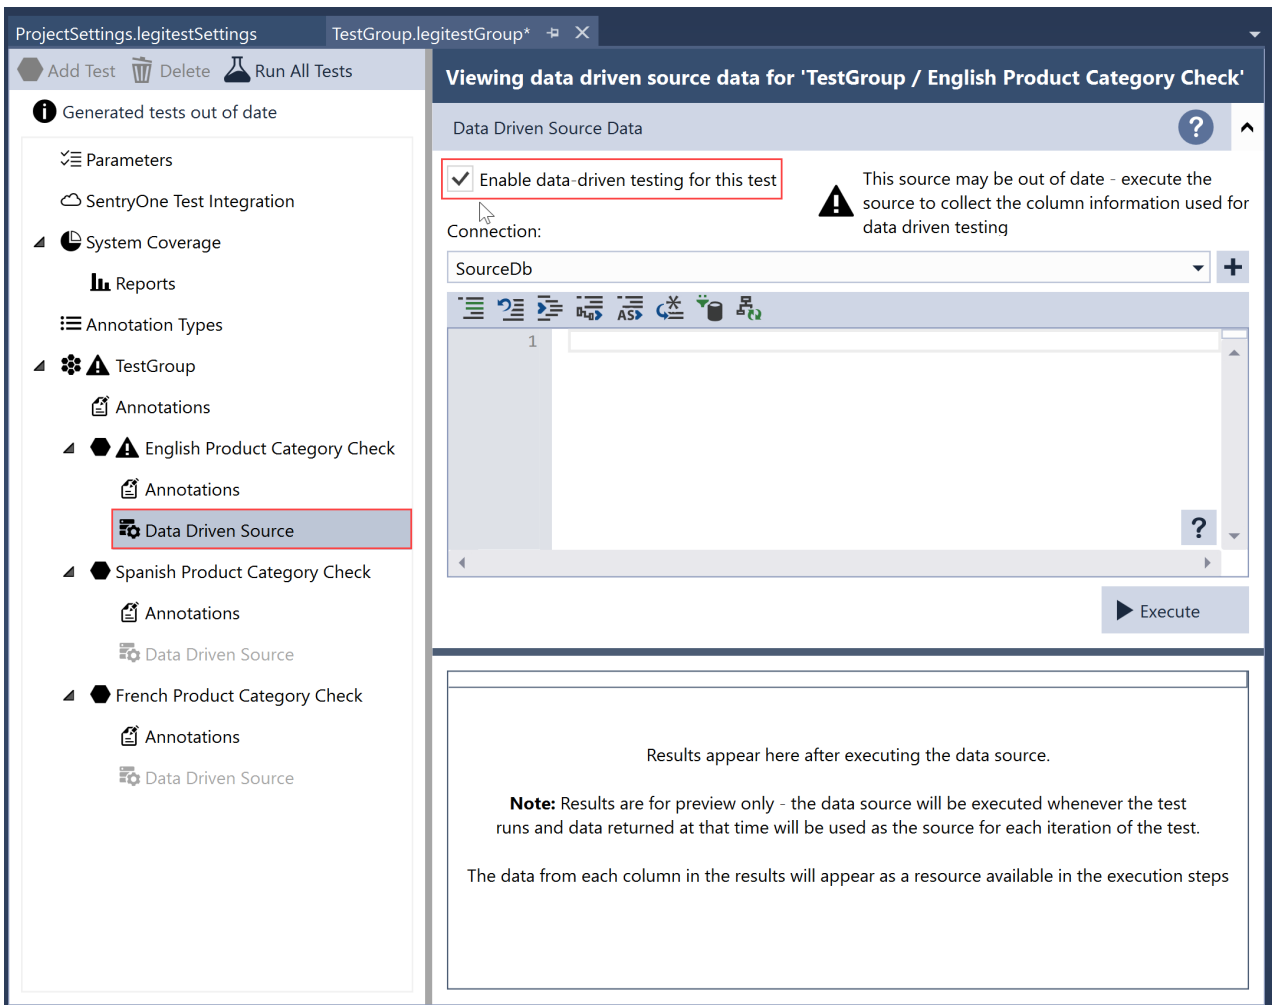 ProjectSettings.legitestSettings
TestGroup.legitestGroup*
Add Test
Delete
Run All Tests
Generated tests out of date
Parameters
SentryOne Test Integration
System Coverage
Reports
Annotation Types
TestGroup
Annotations
English Product Category Check
Annotations
Data Driven Source
Spanish Product Category Check
Annotations
Data Driven Source
French Product Category Check
Annotations
Data Driven Source
Viewing data driven source data for 'TestGroup / English Product Category Check'
Data Driven Source Data
?
Enable data-driven testing for this test
This source may be out of date - execute the
source to collect the column information used for
data driven testing
Connection:
SourceDb
AS
1
?
Execute
Results appear here after executing the data source.
Note: Results are for preview only - the data source will be executed whenever the test
runs and data returned at that time will be used as the source for each iteration of the test.
The data from each column in the results will appear as a resource available in the execution steps